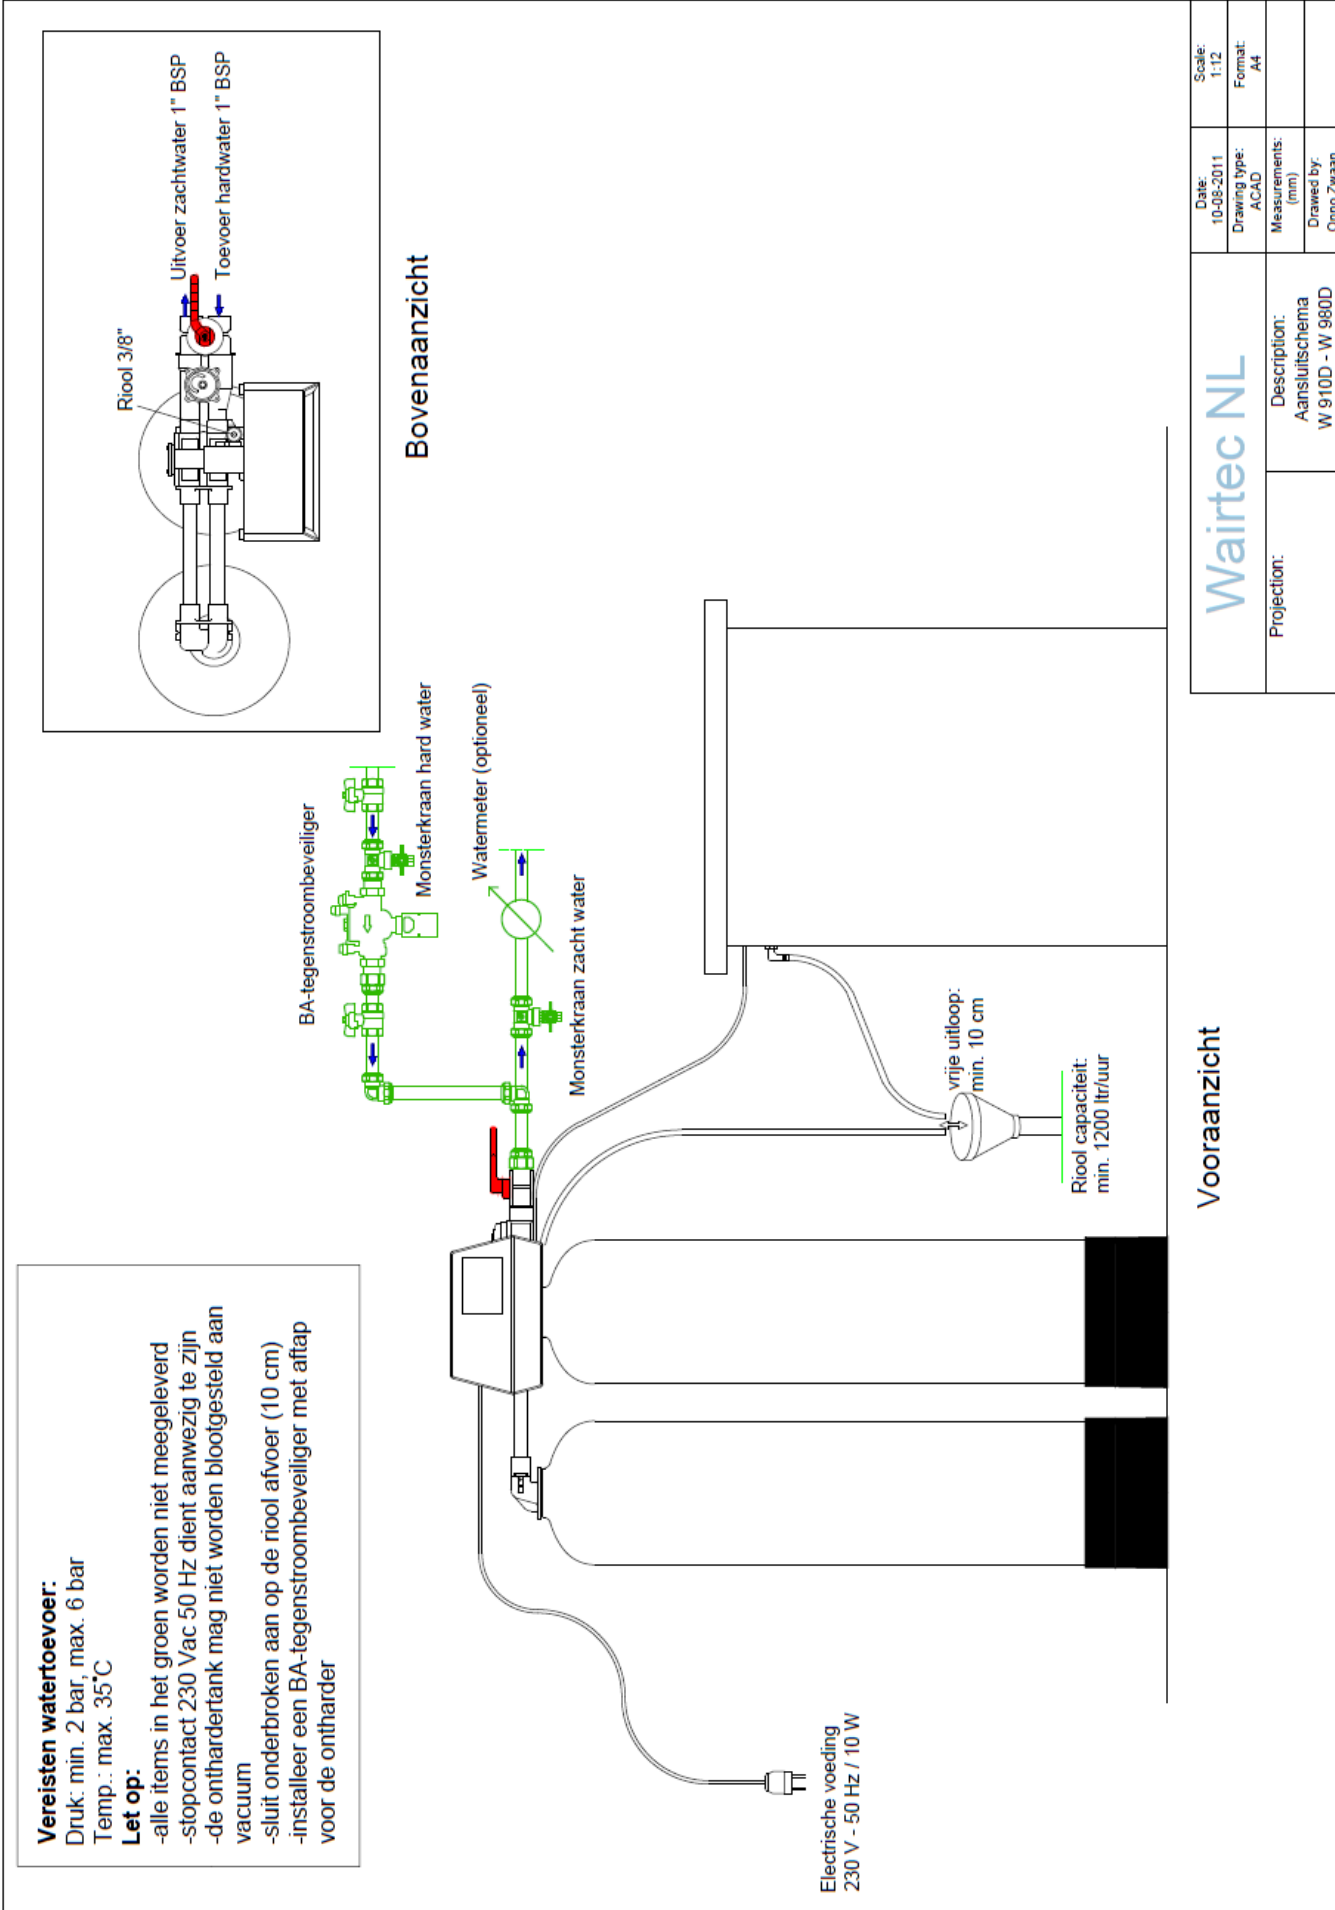 Vereisten watertoevoer:
Druk: min. 2 bar, max. 6 bar
Temp.: max. 35°C
Let op:
-alle items in het groen worden niet meegeleverd
-stopcontact 230 Vac 50 Hz dient aanwezig te zijn
-de onthardertank mag niet worden blootgesteld aan
vacuum
-sluit onderbroken aan op de riool afvoer (10 cm)
-installeer een BA-tegenstroombeveiliger met aftap
voor de ontharder
Riool 3/8"
Uitvoer zachtwater 1" BSP
Toevoer hardwater 1" BSP
Bovenaanzicht
BA-tegenstroombeveiliger
Monsterkraan hard water
Watermeter (optioneel)
Monsterkraan zacht water
vrije uitloop:
min. 10 cm
Riool capaciteit:
min. 1200 ltr/uur
Electrische voeding
230 V - 50 Hz / 10 W
Vooraanzicht
Wairtec NL
Date:
10-08-2011
Scale:
1:12
Drawing type:
ACAD
Format:
A4
Projection:
Description:
Aansluitschema
W 910D - W 980D
Measurements:
(mm)
Drawed by:
Onno Zwaan